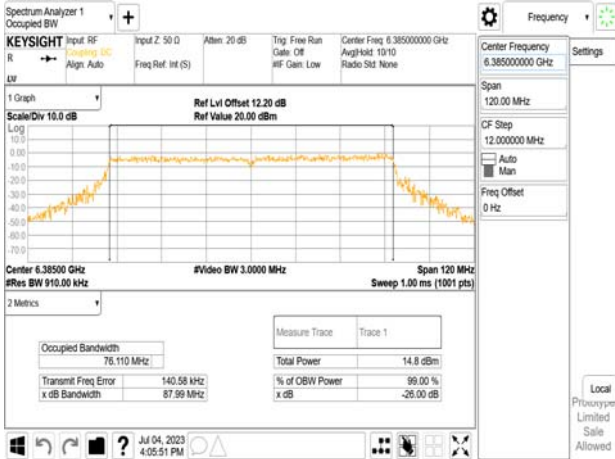 Spectrum Analyzer 1
Occupied BW
Frequency
KEYSIGHT
R
Input: RF
Coupling: DC
Align: Auto
Input Z: 50 Ω
Freq Ref: Int (S)
Atten: 20 dB
Trig: Free Run
Gate: Off
#IF Gain: Low
Center Freq: 6.385000000 GHz
Avg|Hold: 10/10
Radio Std: None
Center Frequency
6.385000000 GHz
Settings
Span
120.00 MHz
CF Step
12.000000 MHz
Auto
Man
Freq Offset
0 Hz
1 Graph
Scale/Div 10.0 dB
Ref Lvl Offset 12.20 dB
Ref Value 20.00 dBm
Log
10.0
0.00
-10.0
-20.0
-30.0
-40.0
-50.0
-60.0
-70.0
Center 6.38500 GHz
#Res BW 910.00 kHz
#Video BW 3.0000 MHz
Span 120 MHz
Sweep 1.00 ms (1001 pts)
2 Metrics
Measure Trace
Trace 1
Occupied Bandwidth
76.110 MHz
Total Power
14.8 dBm
Transmit Freq Error
140.58 kHz
% of OBW Power
99.00 %
x dB Bandwidth
87.99 MHz
x dB
-26.00 dB
Local
Prototype
Limited
Sale
Allowed
?
Jul 04, 2023
4:05:51 PM